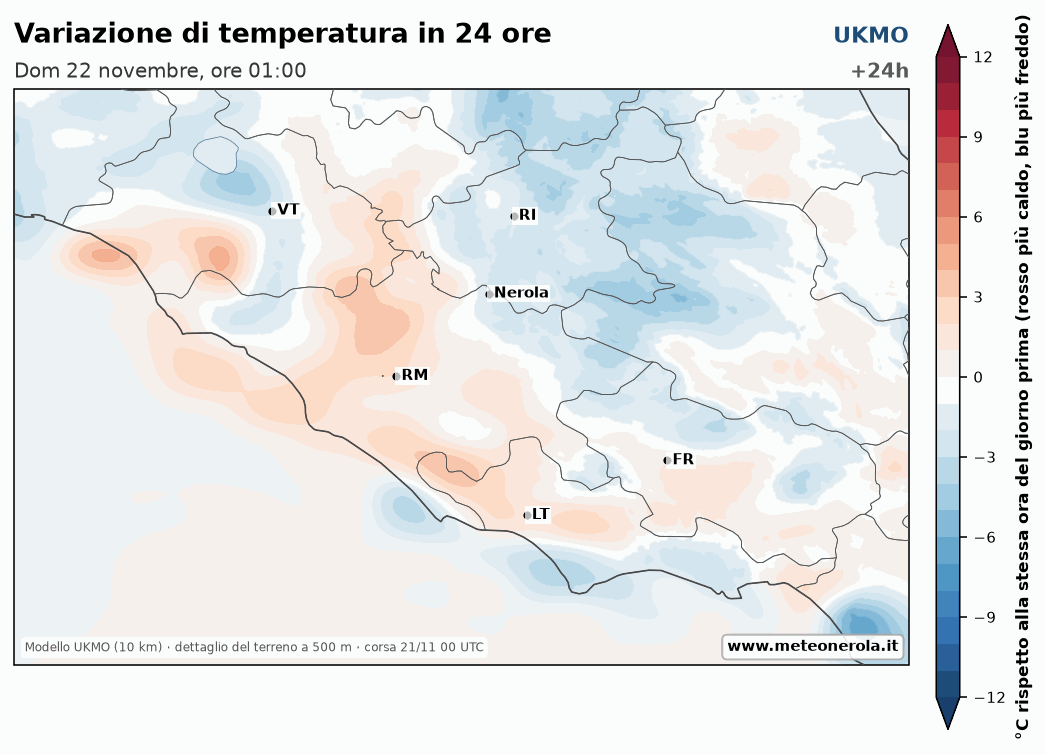 Variazione di temperatura in 24 ore
UKMO
Dom 22 novembre, ore 01:00
+24h
VT
RI
Nerola
RM
FR
LT
Modello UKMO (10 km) · dettaglio del terreno a 500 m · corsa 21/11 00 UTC
www.meteonerola.it
12
9
6
3
0
−3
−6
−9
−12
°C rispetto alla stessa ora del giorno prima (rosso più caldo, blu più freddo)